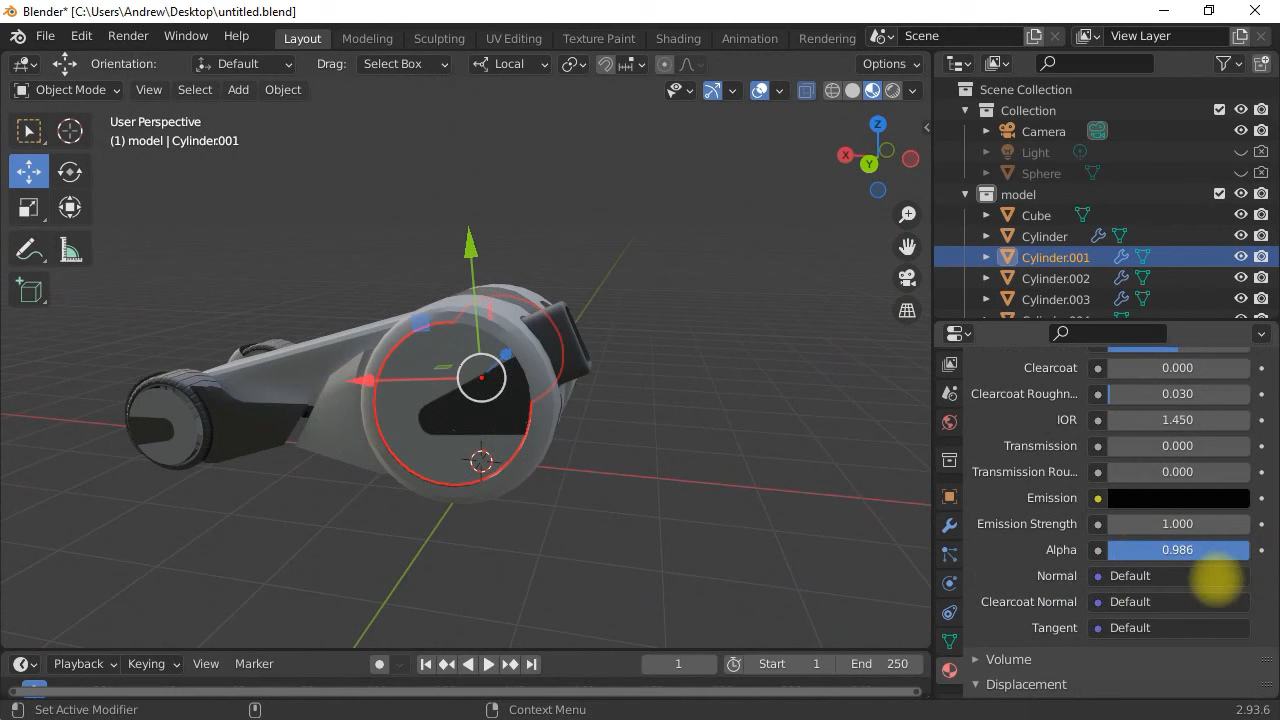 Blender* [C:\Users\Andrew\Desktop\untitled.blend]
File Edit Render Window Help Layout Modeling Sculpting UV Editing Texture Paint Shading Animation Rendering Scene View Layer
Orientation: Default Drag: Select Box Local Options
Object Mode View Select Add Object
User Perspective
(1) model | Cylinder.001
Z
X
Y
Scene Collection
Collection
Camera
Light
Sphere
model
Cube
Cylinder
Cylinder.001
Cylinder.002
Cylinder.003
Clearcoat 0.000
Clearcoat Roughn... 0.030
IOR 1.450
Transmission 0.000
Transmission Rou... 0.000
Emission
Emission Strength 1.000
Alpha 0.986
Normal Default
Clearcoat Normal Default
Tangent Default
Volume
Displacement
Playback Keying View Marker 1 Start 1 End 250
Set Active Modifier Context Menu 2.93.6